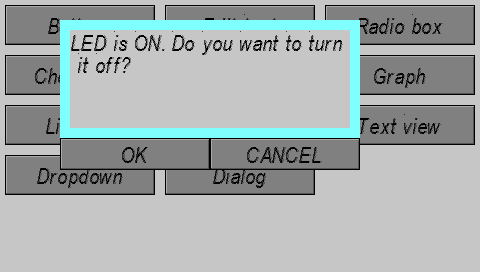 Radio box
LED is ON. Do you want to turn
it off?
Graph
Text view
OK
CANCEL
Dropdown
Dialog